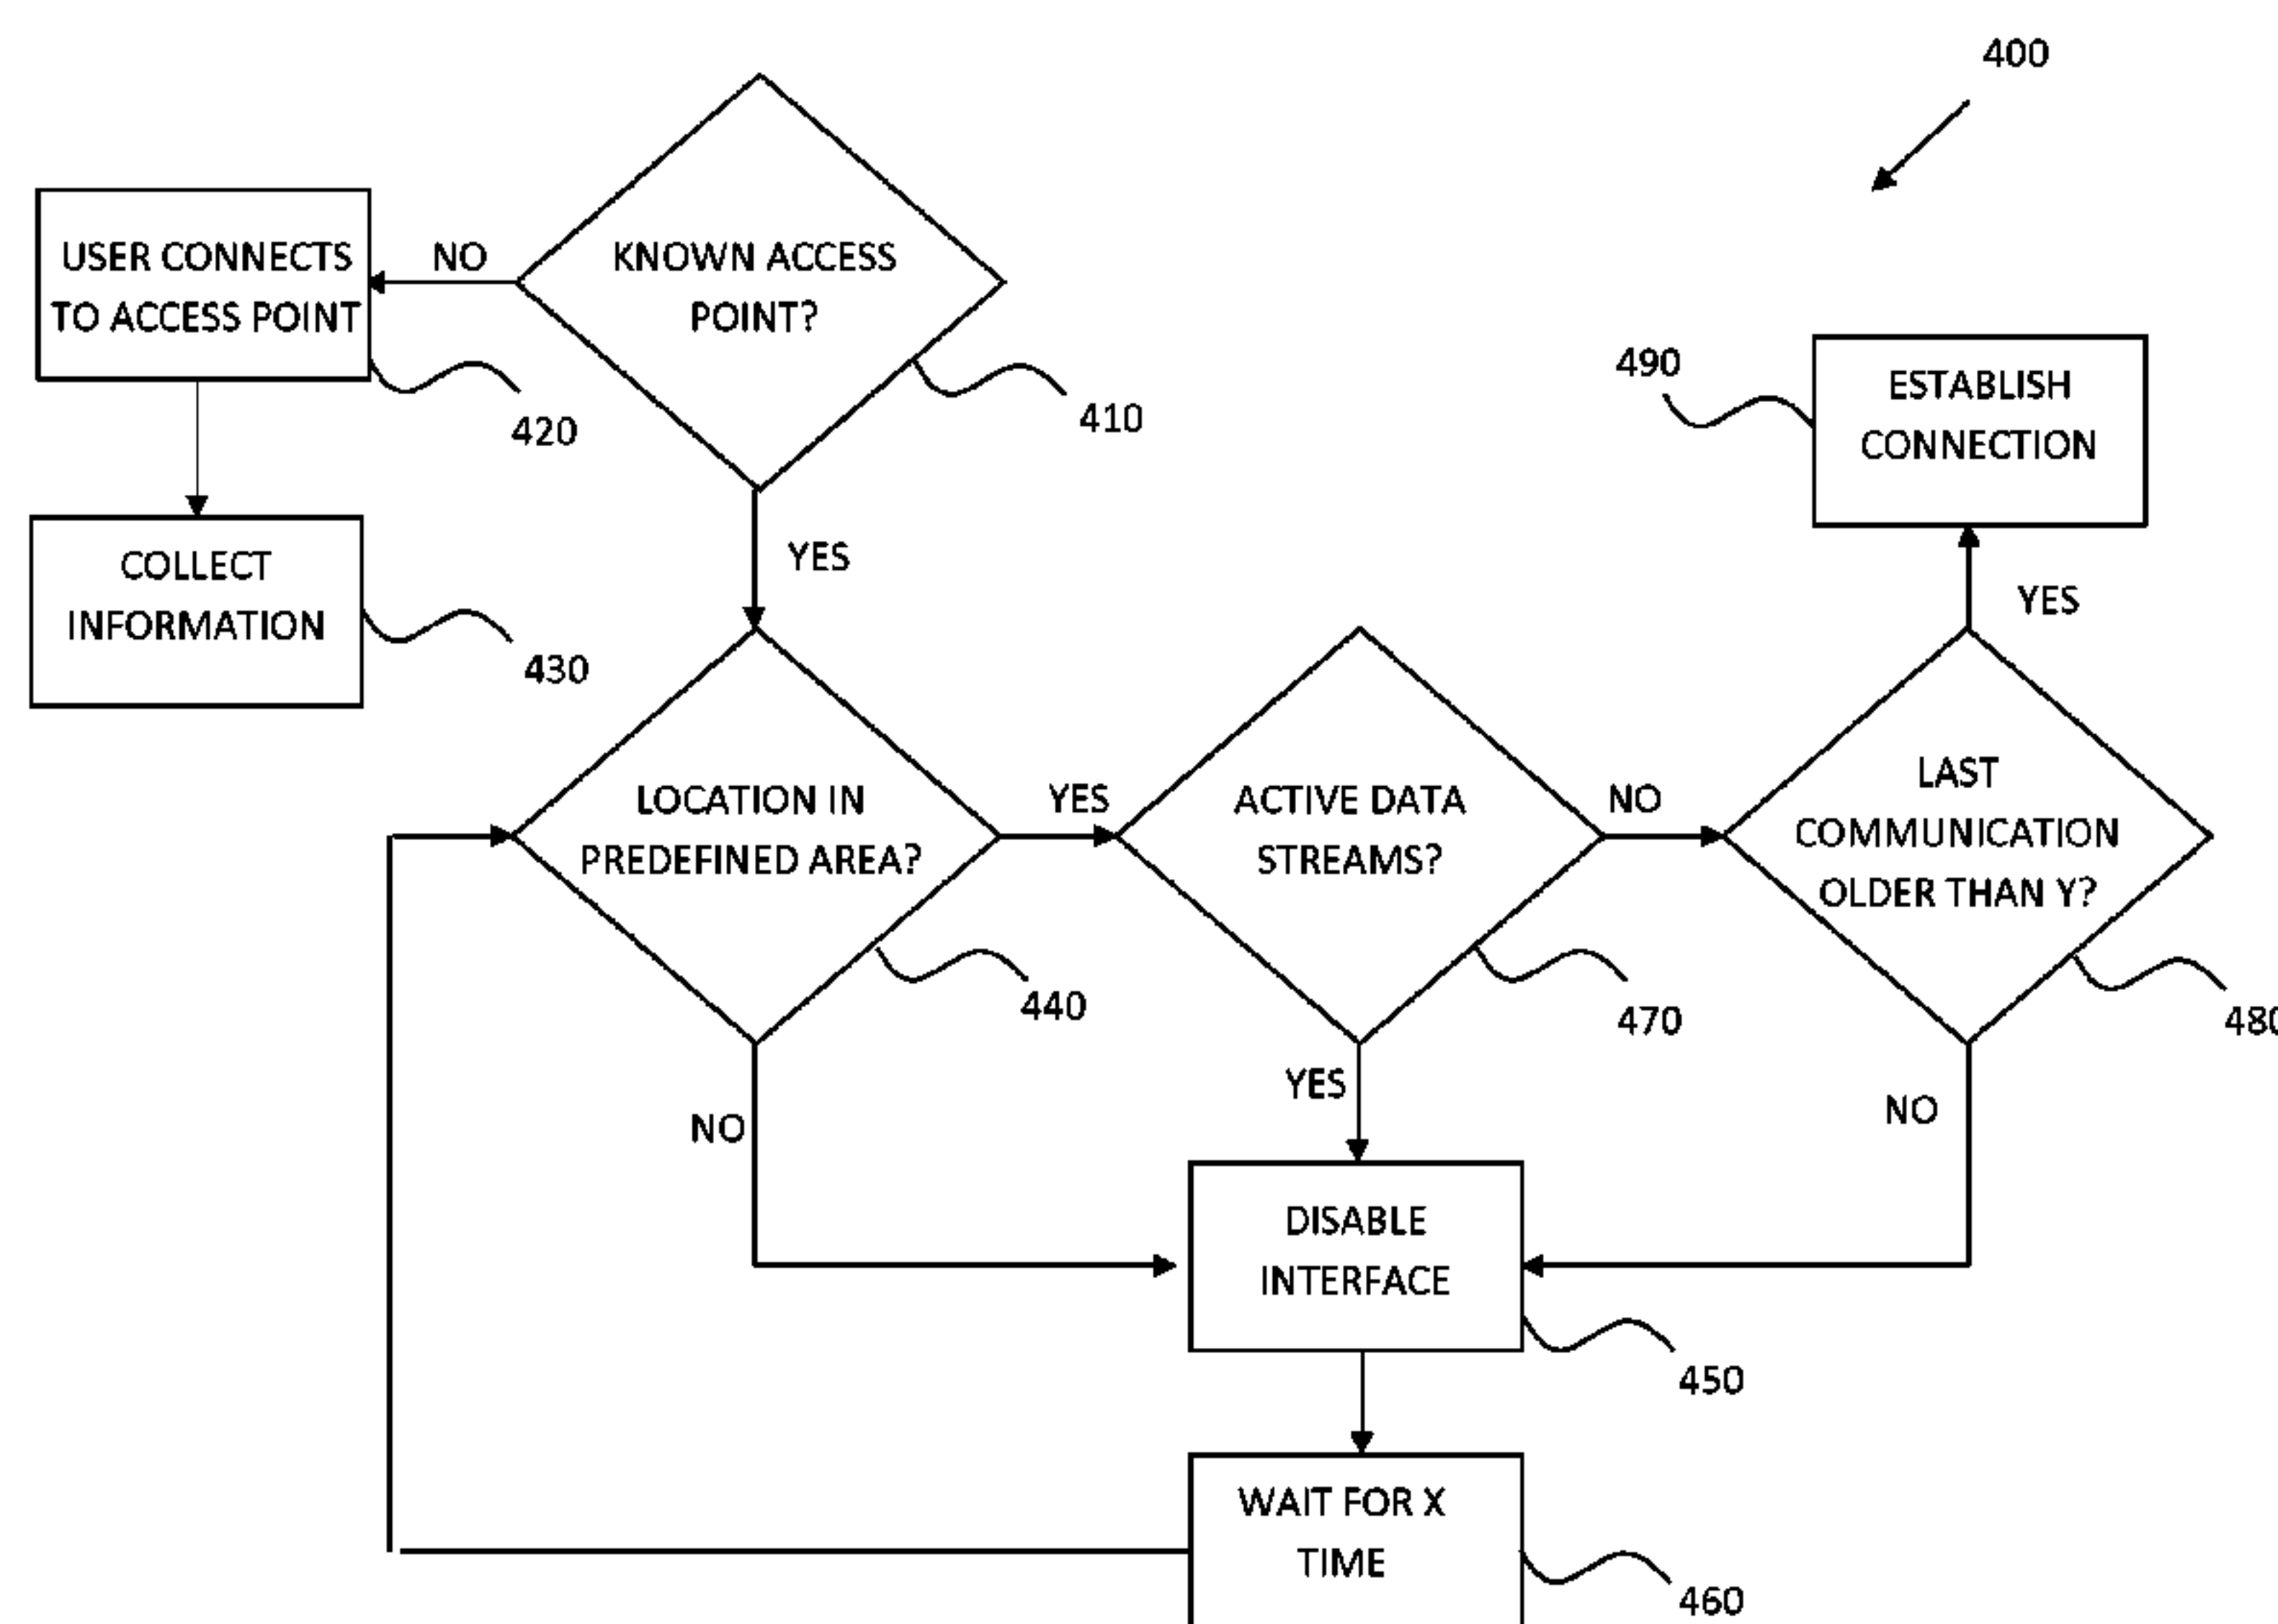 400
USER CONNECTS
TO ACCESS POINT
NO
KNOWN ACCESS
POINT?
420
410
490
ESTABLISH
CONNECTION
YES
COLLECT
INFORMATION
430
YES
LOCATION IN
PREDEFINED AREA?
YES
ACTIVE DATA
STREAMS?
NO
LAST
COMMUNICATION
OLDER THAN Y?
440
470
480
NO
YES
NO
DISABLE
INTERFACE
450
WAIT FOR X
TIME
460